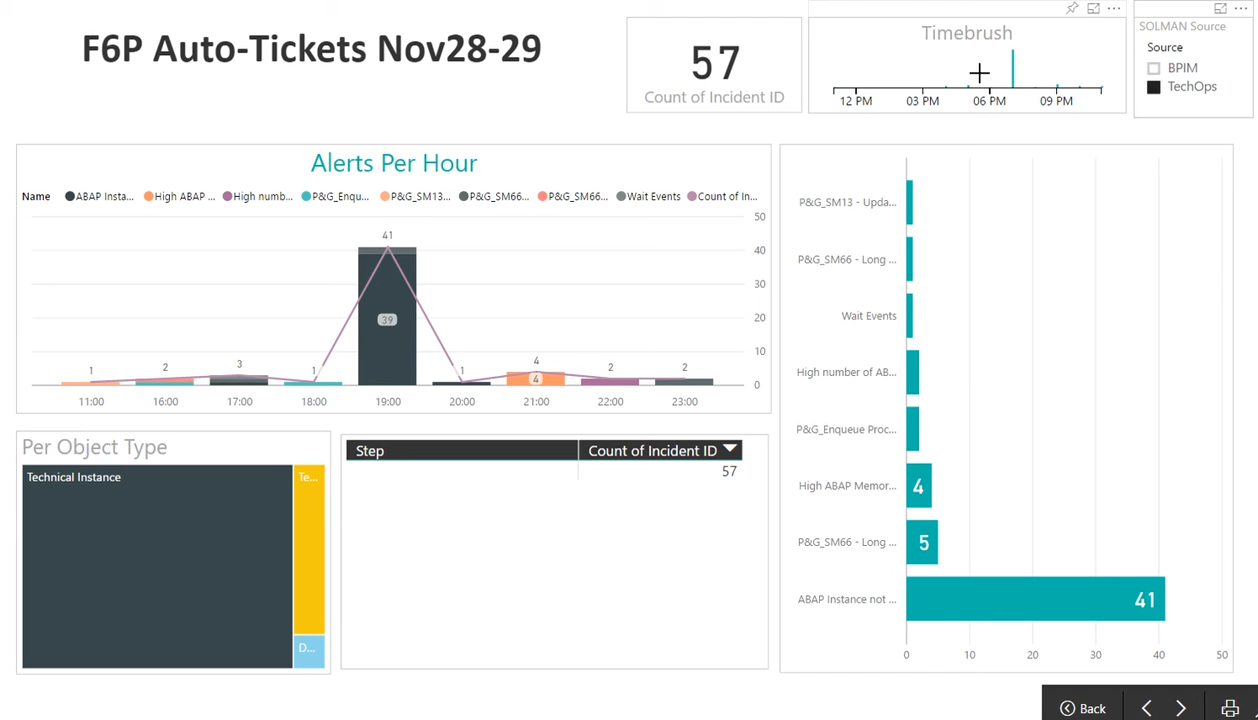 F6P Auto-Tickets Nov28-29
57
Count of Incident ID
Timebrush
12 PM 03 PM 06 PM 09 PM
SOLMAN Source
Source
BPIM
TechOps
Alerts Per Hour
Name ABAP Insta... High ABAP ... High numb... P&G_Enqu... P&G_SM13... P&G_SM66... P&G_SM66... Wait Events Count of In...
50
40
30
20
10
0
41
39
1 2 3 1 1 4 2 2
4
11:00 16:00 17:00 18:00 19:00 20:00 21:00 22:00 23:00
P&G_SM13 - Upda...
P&G_SM66 - Long ...
Wait Events
High number of AB...
P&G_Enqueue Proc...
High ABAP Memor... 4
P&G_SM66 - Long ... 5
ABAP Instance not ... 41
0 10 20 30 40 50
Per Object Type
Technical Instance
Te...
D...
Step Count of Incident ID
57
Back